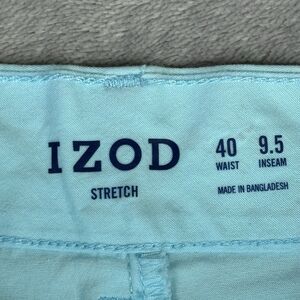 IZOD
STRETCH
40 9.5
WAIST INSEAM
MADE IN BANGLADESH